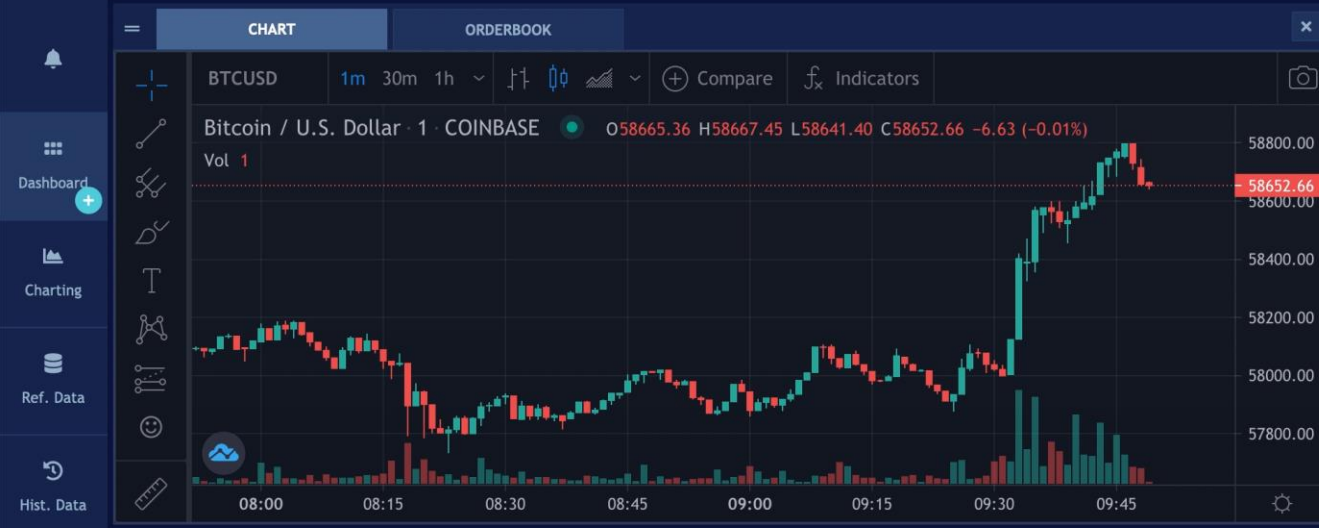 CHART ORDERBOOK
BTCUSD 1m 30m 1h Compare fx Indicators
Bitcoin / U.S. Dollar · 1 · COINBASE O58665.36 H58667.45 L58641.40 C58652.66 −6.63 (−0.01%)
Vol 1
Dashboard
Charting
Ref. Data
Hist. Data
T
58800.00
58652.66
58600.00
58400.00
58200.00
58000.00
57800.00
08:00 08:15 08:30 08:45 09:00 09:15 09:30 09:45